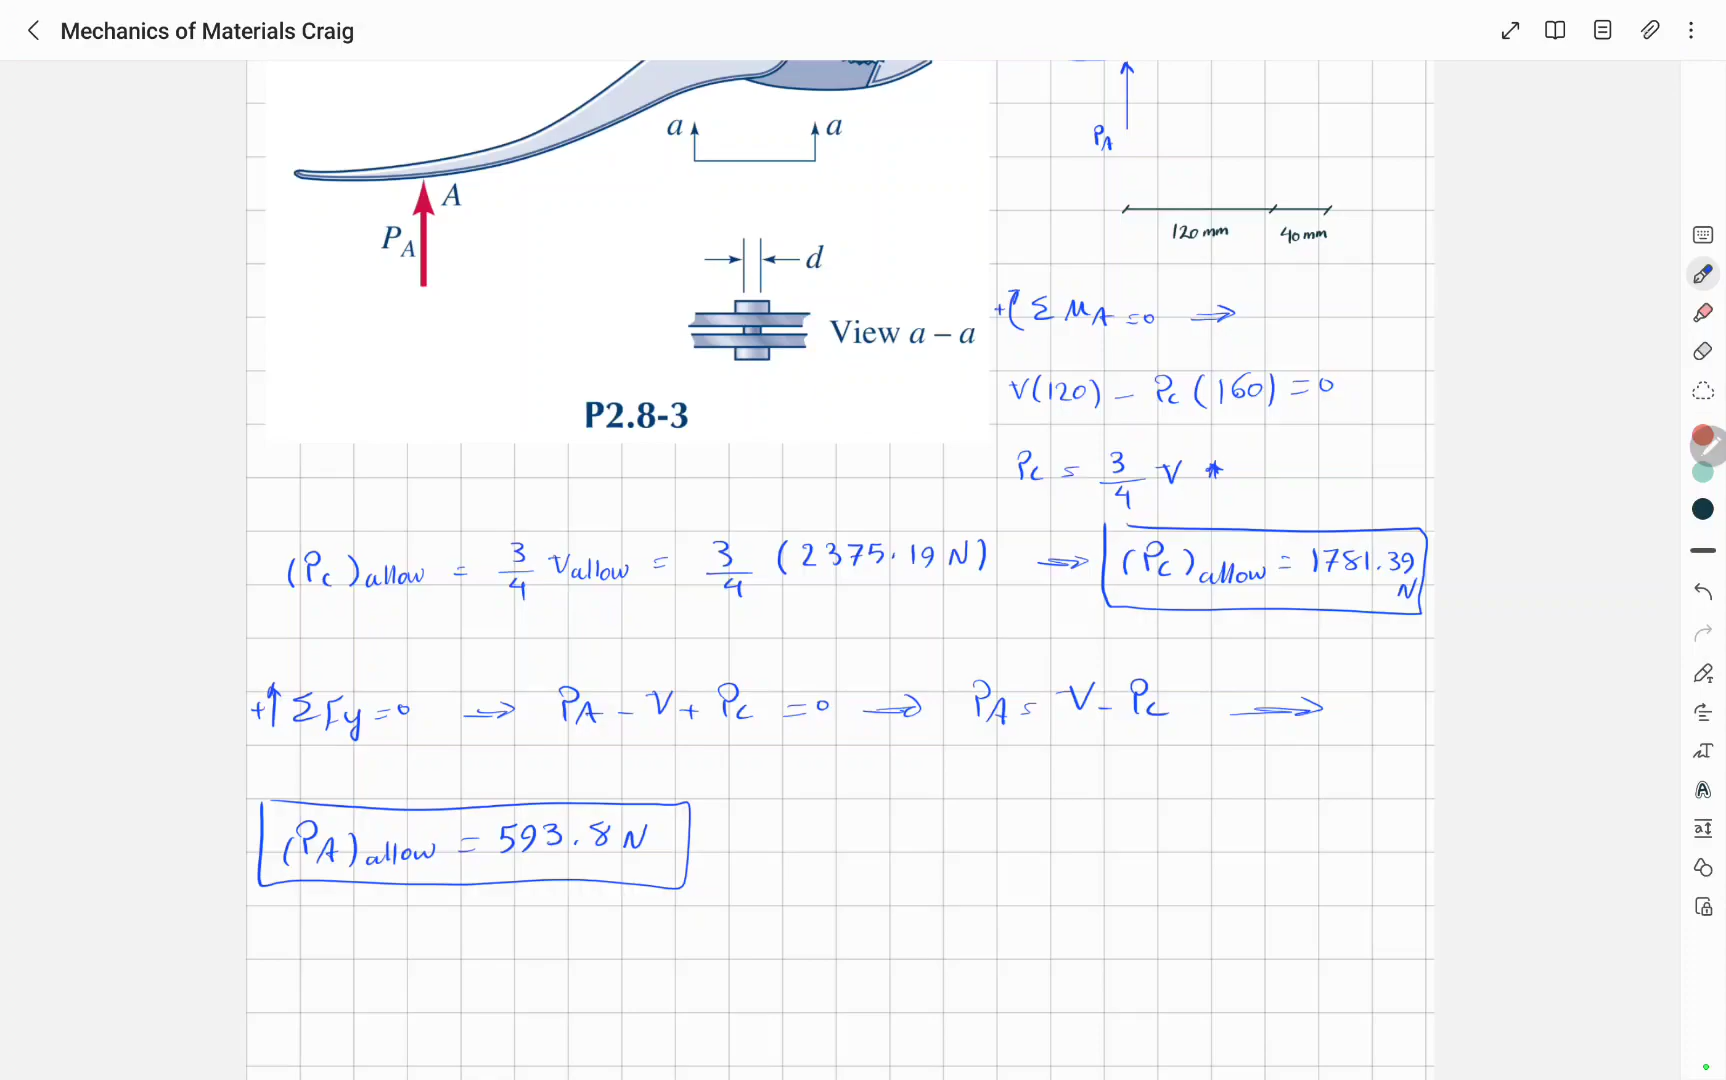 Mechanics of Materials Craig
a a
A
P_A
d
View a – a
P2.8-3
P_A
120 mm 40 mm
+↑( Σ M_A = 0 ⇒
V(120) - P_c (160) = 0
P_c = 3/4 V *
(P_c)allow = 3/4 Vallow = 3/4 (2375.19 N) ⇒ (P_c)allow = 1781.39 N
+↑ Σ Fy = 0 ⇒ P_A - V + P_c = 0 ⇒ P_A = V - P_c ⇒
(P_A)allow = 593.8 N